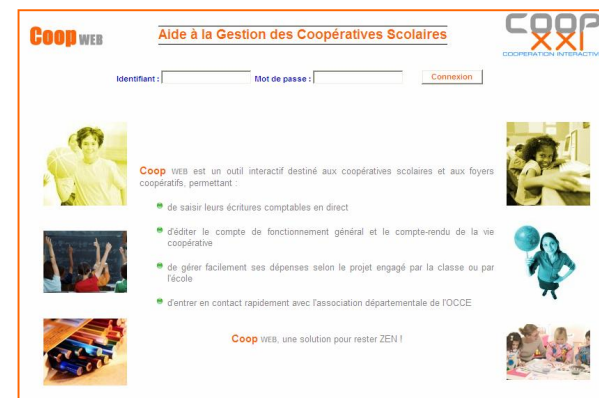 Coop WEB
Aide à la Gestion des Coopératives Scolaires
COOP
XXI
COOPERATION INTERACTIVE
Identifiant :
Mot de passe :
Connexion
Coop WEB est un outil interactif destiné aux coopératives scolaires et aux foyers
coopératifs, permettant :
de saisir leurs écritures comptables en direct
d'éditer le compte de fonctionnement général et le compte-rendu de la vie
coopérative
de gérer facilement ses dépenses selon le projet engagé par la classe ou par
l'école
d'entrer en contact rapidement avec l'association départementale de l'OCCE
Coop WEB, une solution pour rester ZEN !